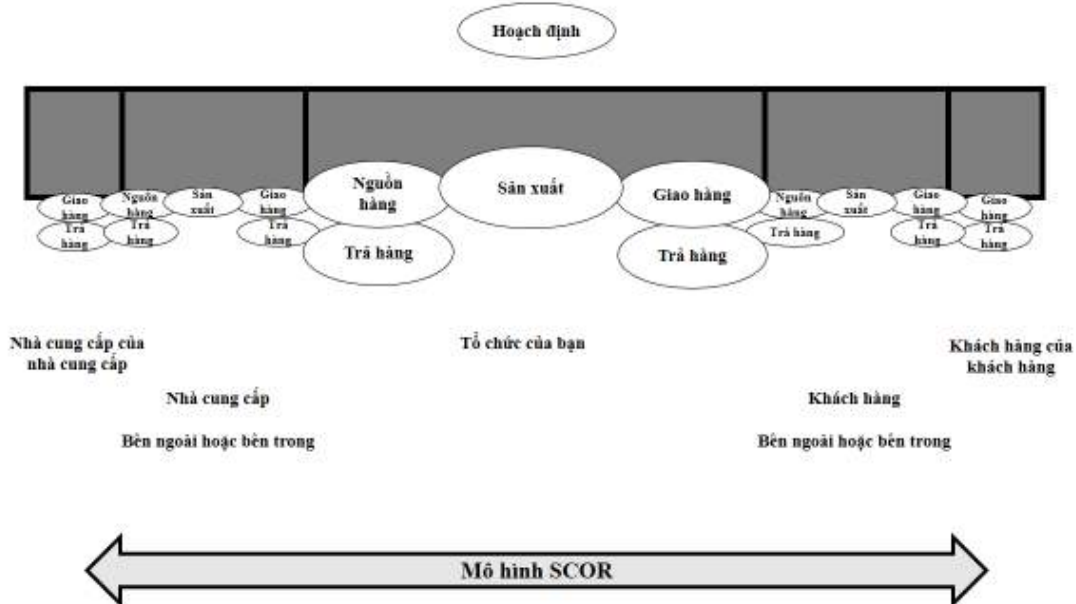 Hoạch định
Giao
hàng
Trả
hàng
Nguồn
hàng
Trả
hàng
Sản
xuất
Giao
hàng
Trả
hàng
Nguồn
hàng
Trả hàng
Sản xuất
Giao hàng
Trả hàng
Nguồn
hàng
Trả hàng
Sản
xuất
Giao
hàng
Trả
hàng
Giao
hàng
Trả
hàng
Nhà cung cấp của
nhà cung cấp
Tổ chức của bạn
Khách hàng của
khách hàng
Nhà cung cấp
Khách hàng
Bên ngoài hoặc bên trong
Bên ngoài hoặc bên trong
Mô hình SCOR